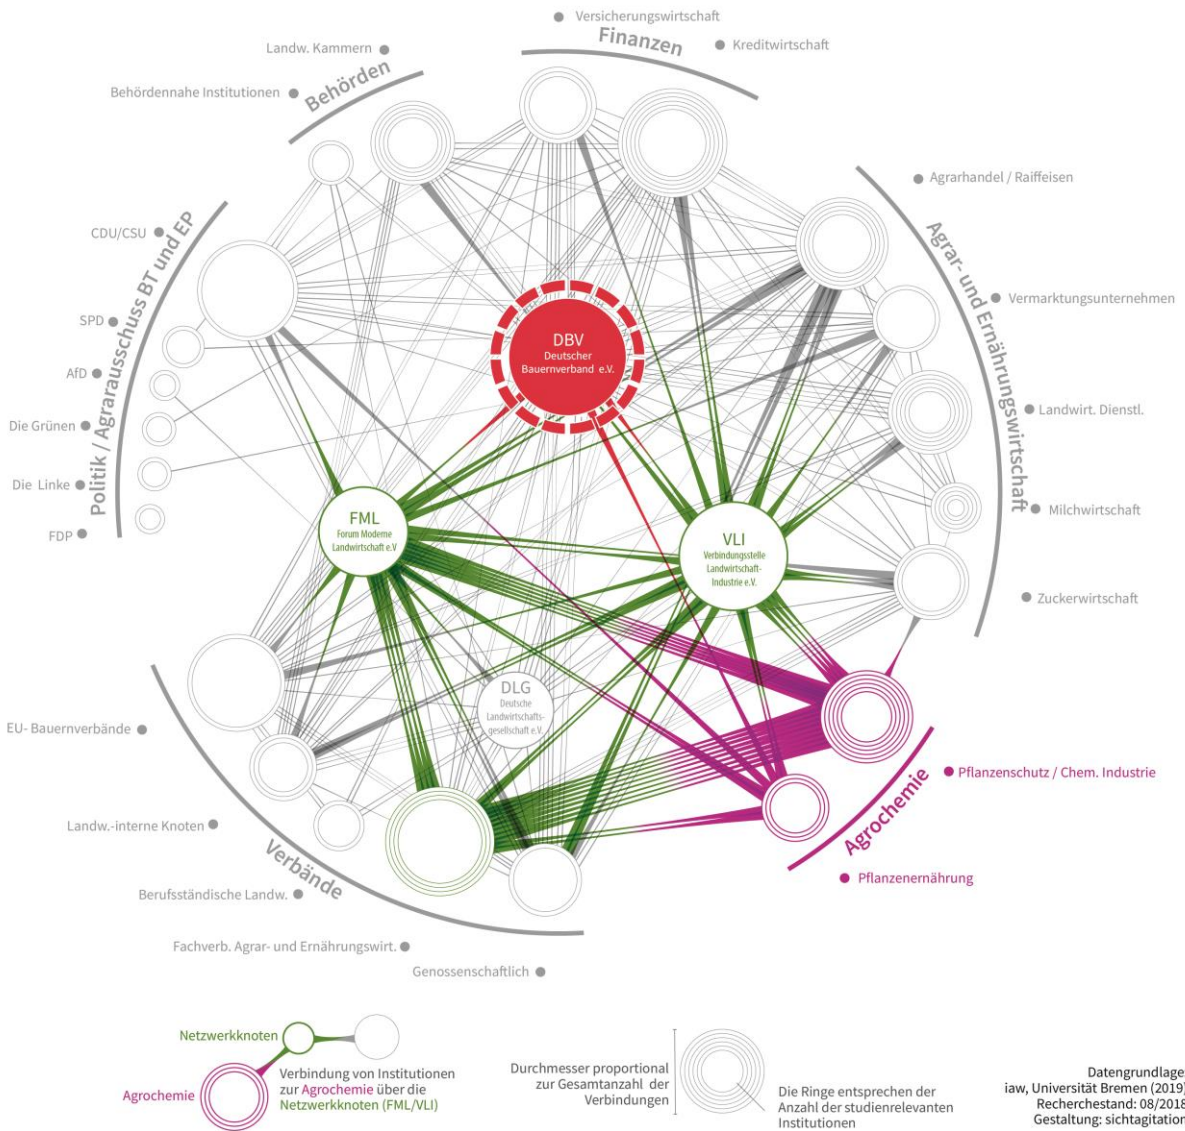 Versicherungswirtschaft
Finanzen
Kreditwirtschaft
Landw. Kammern
Behörden
Behördennahe Institutionen
Agrarhandel / Raiffeisen
Agrar- und Ernährungswirtschaft
CDU/CSU
Politik / Agrarausschuss BT und EP
Vermarktungsunternehmen
SPD
DBV
Deutscher
Bauernverband e.V.
AfD
Landwirt. Dienstl.
Die Grünen
Die Linke
Milchwirtschaft
FDP
FML
Forum Moderne
Landwirtschaft e.V
VLI
Verbindungsstelle
Landwirtschaft-
Industrie e.V.
Zuckerwirtschaft
DLG
Deutsche
Landwirtschafts-
gesellschaft e.V.
EU- Bauernverbände
Pflanzenschutz / Chem. Industrie
Agrochemie
Landw.-interne Knoten
Verbände
Pflanzenernährung
Berufsständische Landw.
Fachverb. Agrar- und Ernährungswirt.
Genossenschaftlich
Netzwerkknoten
Agrochemie
Verbindung von Institutionen
zur Agrochemie über die
Netzwerkknoten (FML/VLI)
Durchmesser proportional
zur Gesamtanzahl der
Verbindungen
Die Ringe entsprechen der
Anzahl der studienrelevanten
Institutionen
Datengrundlage:
iaw, Universität Bremen (2019)
Recherchestand: 08/2018
Gestaltung: sichtagitation